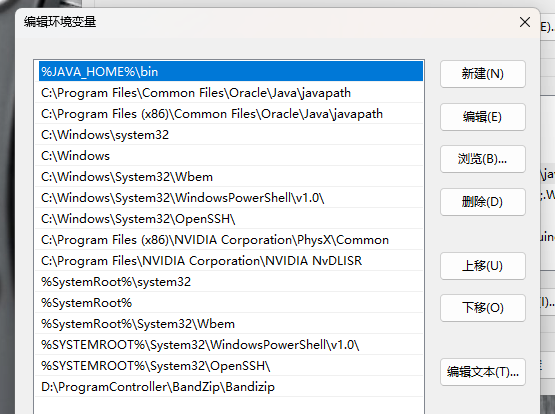 编辑环境变量
%JAVA_HOME%\bin
C:\Program Files\Common Files\Oracle\Java\javapath
C:\Program Files (x86)\Common Files\Oracle\Java\javapath
C:\Windows\system32
C:\Windows
C:\Windows\System32\Wbem
C:\Windows\System32\WindowsPowerShell\v1.0\
C:\Windows\System32\OpenSSH\
C:\Program Files (x86)\NVIDIA Corporation\PhysX\Common
C:\Program Files\NVIDIA Corporation\NVIDIA NvDLISR
%SystemRoot%\system32
%SystemRoot%
%SystemRoot%\System32\Wbem
%SYSTEMROOT%\System32\WindowsPowerShell\v1.0\
%SYSTEMROOT%\System32\OpenSSH\
D:\ProgramController\BandZip\Bandizip
新建(N)
编辑(E)
浏览(B)...
删除(D)
上移(U)
下移(O)
编辑文本(T)...